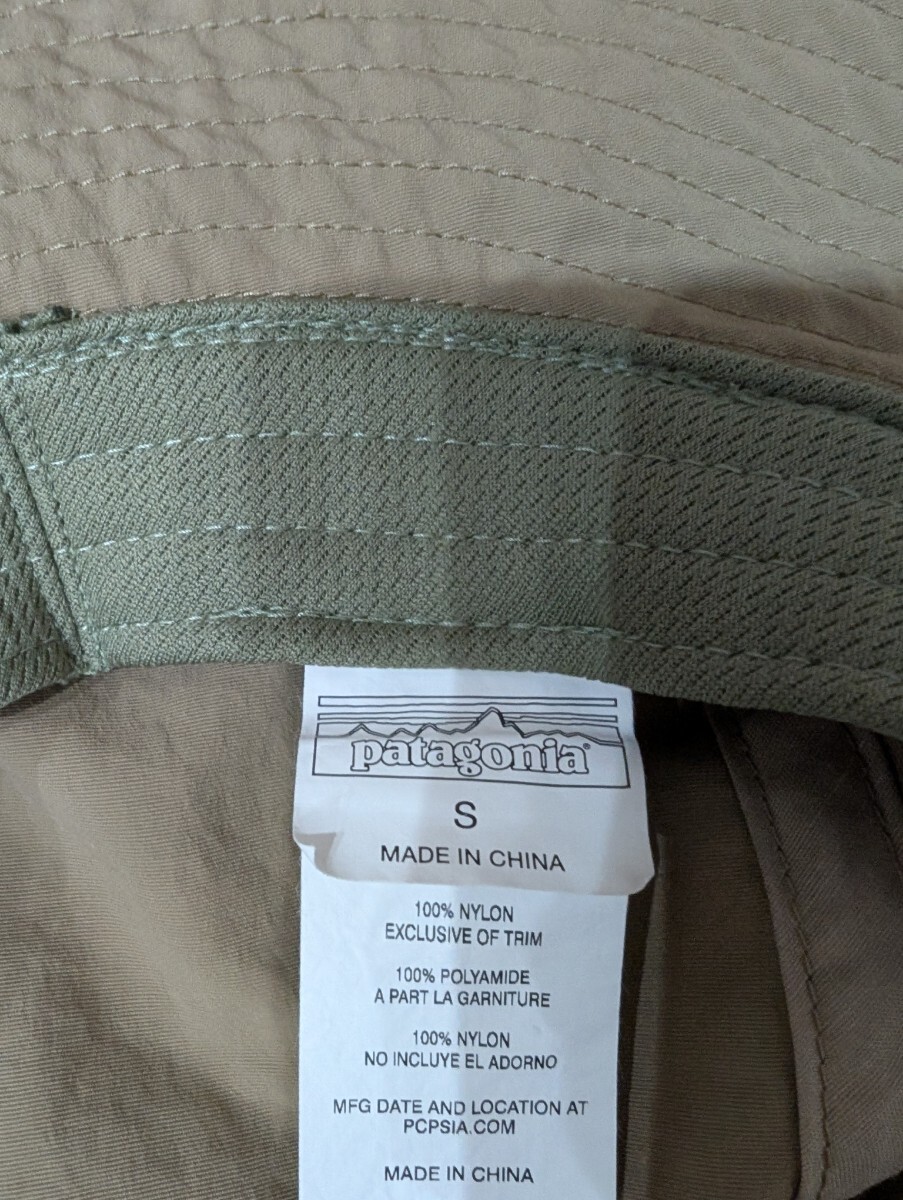 patagonia®
S
MADE IN CHINA
100% NYLON
EXCLUSIVE OF TRIM
100% POLYAMIDE
A PART LA GARNITURE
100% NYLON
NO INCLUYE EL ADORNO
MFG DATE AND LOCATION AT
PCPSIA.COM
MADE IN CHINA